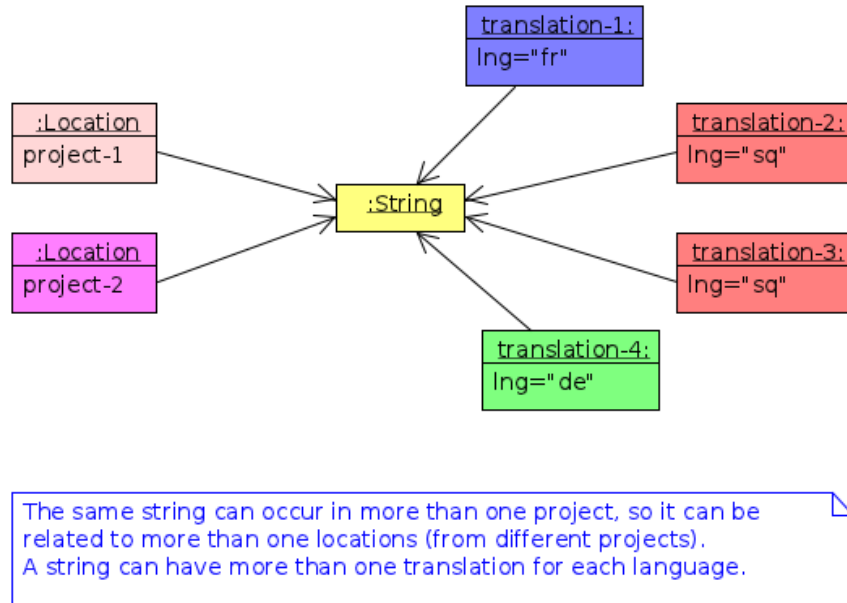 translation-1:
lng="fr"
:Location
project-1
translation-2:
lng="sq"
:String
:Location
project-2
translation-3:
lng="sq"
translation-4:
lng="de"
The same string can occur in more than one project, so it can be
related to more than one locations (from different projects).
A string can have more than one translation for each language.